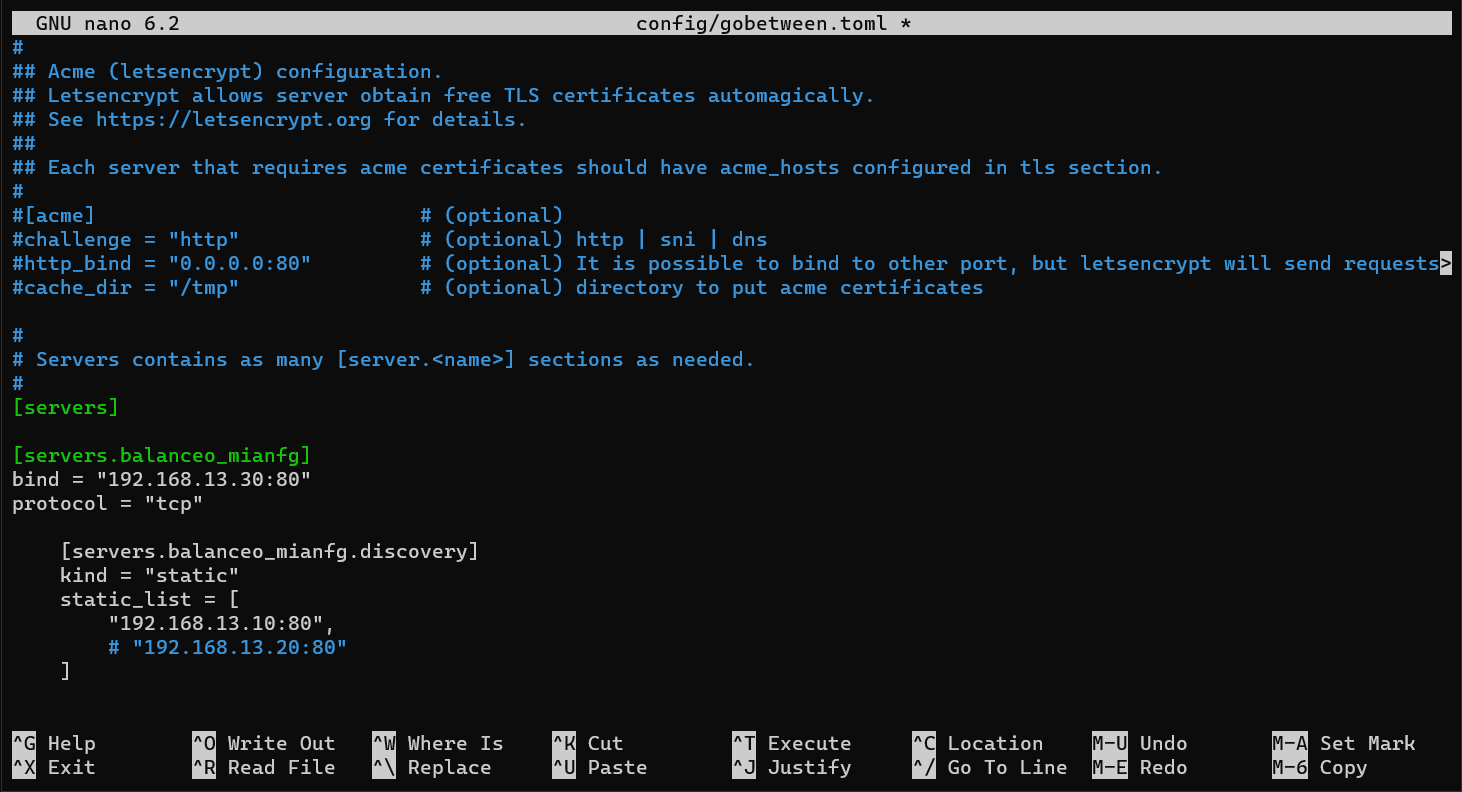 GNU nano 6.2 config/gobetween.toml *
#
## Acme (letsencrypt) configuration.
## Letsencrypt allows server obtain free TLS certificates automagically.
## See https://letsencrypt.org for details.
##
## Each server that requires acme certificates should have acme_hosts configured in tls section.
#
#[acme] # (optional)
#challenge = "http" # (optional) http | sni | dns
#http_bind = "0.0.0.0:80" # (optional) It is possible to bind to other port, but letsencrypt will send requests>
#cache_dir = "/tmp" # (optional) directory to put acme certificates
#
# Servers contains as many [server.<name>] sections as needed.
#
[servers]
[servers.balanceo_mianfg]
bind = "192.168.13.30:80"
protocol = "tcp"
[servers.balanceo_mianfg.discovery]
kind = "static"
static_list = [
"192.168.13.10:80",
# "192.168.13.20:80"
]
^G Help ^O Write Out ^W Where Is ^K Cut ^T Execute ^C Location M-U Undo M-A Set Mark
^X Exit ^R Read File ^\ Replace ^U Paste ^J Justify ^/ Go To Line M-E Redo M-6 Copy